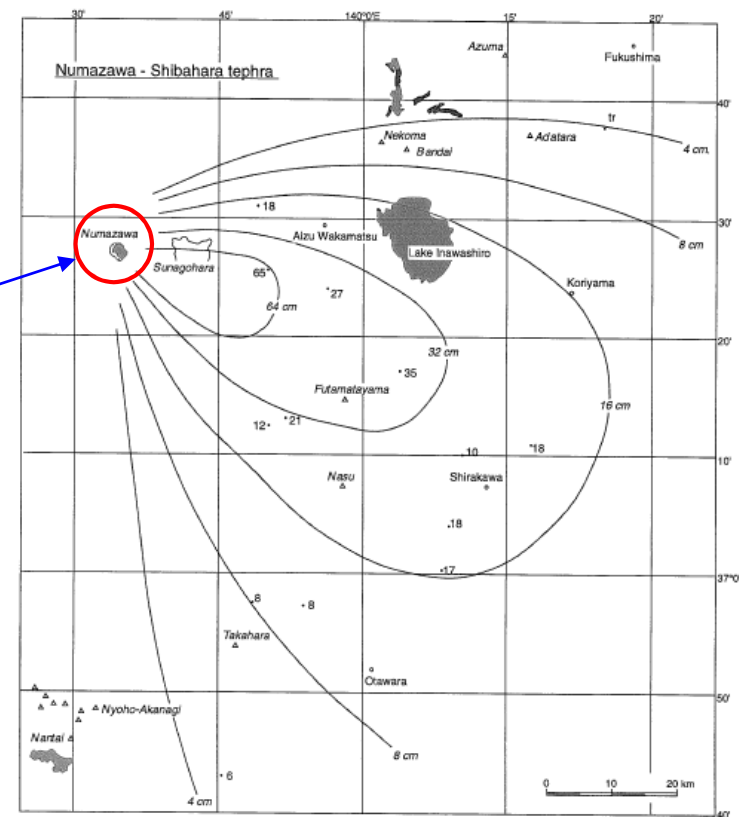 30' 45' 140°0'E 15' 20'
Azuma
Fukushima
Numazawa - Shibahara tephra
40'
tr
Nekoma
Adatara
Bandai
4 cm.
18
30'
Numazawa
Aizu Wakamatsu
8 cm
Lake Inawashiro
Sunagohara
65
Koriyama
27
64 cm
20'
32 cm
35
Futamatayama
16 cm
12 21
10 18
10'
Nasu
Shirakawa
18
17
37°0
8 8
Takahara
Otawara
50'
Nyoho-Akanagi
Nantai
8 cm
6
0 10 20 km
4 cm
40'